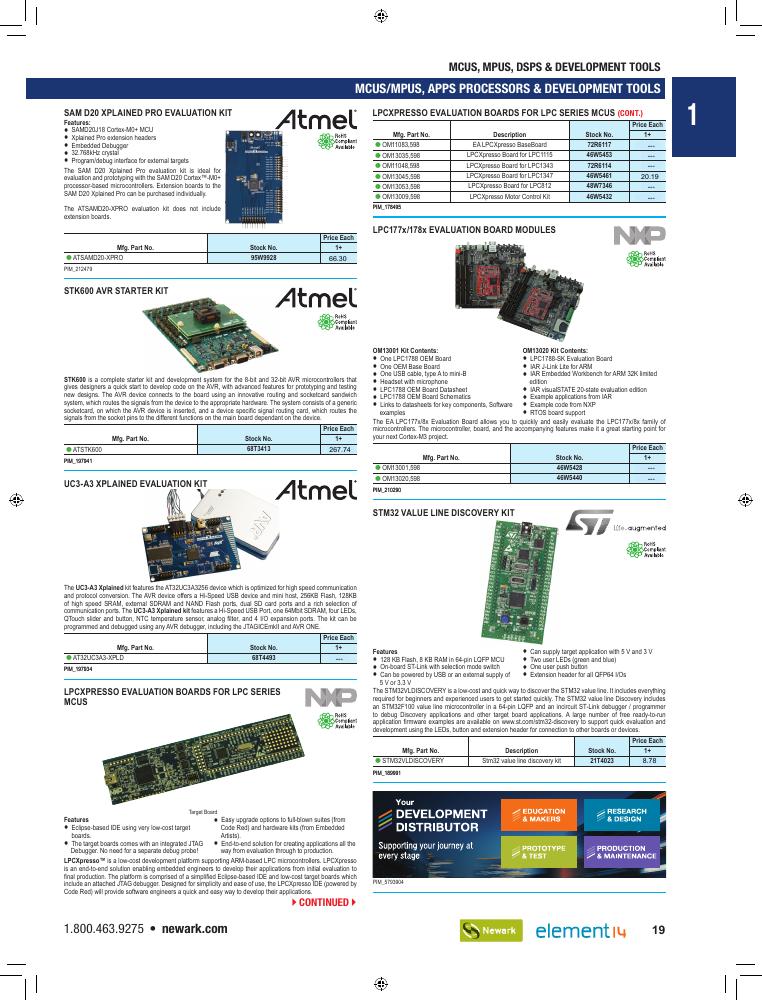 MCUS, MPUS, DSPS & DEVELOPMENT TOOLS
MCUS/MPUS, APPS PROCESSORS & DEVELOPMENT TOOLS
1
SAM D20 XPLAINED PRO EVALUATION KIT
Atmel
Features:
● SAMD20J18 Cortex-M0+ MCU
● Xplained Pro extension headers
● Embedded Debugger
● 32.768kHz crystal
● Program/debug interface for external targets
RoHS
Compliant
Available
The SAM D20 Xplained Pro evaluation kit is ideal for
evaluation and prototyping with the SAM D20 Cortex™-M0+
processor-based microcontrollers. Extension boards to the
SAM D20 Xplained Pro can be purchased individually.
The ATSAMD20-XPRO evaluation kit does not include
extension boards.
Price Each
Mfg. Part No. Stock No. 1+
ATSAMD20-XPRO 95W9928 66.30
PIM_212479
STK600 AVR STARTER KIT
Atmel
RoHS
Compliant
Available
STK600 is a complete starter kit and development system for the 8-bit and 32-bit AVR microcontrollers that
gives designers a quick start to develop code on the AVR, with advanced features for prototyping and testing
new designs. The AVR device connects to the board using an innovative routing and socketcard sandwich
system, which routes the signals from the device to the appropriate hardware. The system consists of a generic
socketcard, on which the AVR device is inserted, and a device specific signal routing card, which routes the
signals from the socket pins to the different functions on the main board dependant on the device.
Price Each
Mfg. Part No. Stock No. 1+
ATSTK600 68T3413 267.74
PIM_197941
UC3-A3 XPLAINED EVALUATION KIT
Atmel
The UC3-A3 Xplained kit features the AT32UC3A3256 device which is optimized for high speed communication
and protocol conversion. The AVR device offers a Hi-Speed USB device and mini host, 256KB Flash, 128KB
of high speed SRAM, external SDRAM and NAND Flash ports, dual SD card ports and a rich selection of
communication ports. The UC3-A3 Xplained kit features a Hi-Speed USB Port, one 64Mbit SDRAM, four LEDs,
QTouch slider and button, NTC temperature sensor, analog filter, and 4 I/O expansion ports. The kit can be
programmed and debugged using any AVR debugger, including the JTAGICEmkII and AVR ONE.
Price Each
Mfg. Part No. Stock No. 1+
AT32UC3A3-XPLD 68T4493 ---
PIM_197934
LPCXPRESSO EVALUATION BOARDS FOR LPC SERIES
MCUS
NXP
RoHS
Compliant
Available
Target Board
Features
● Eclipse-based IDE using very low-cost target
boards.
● The target boards comes with an integrated JTAG
Debugger. No need for a separate debug probe!
● Easy upgrade options to full-blown suites (from
Code Red) and hardware kits (from Embedded
Artists).
● End-to-end solution for creating applications all the
way from evaluation through to production.
LPCXpresso™ is a low-cost development platform supporting ARM-based LPC microcontrollers. LPCXpresso
is an end-to-end solution enabling embedded engineers to develop their applications from initial evaluation to
final production. The platform is comprised of a simplified Eclipse-based IDE and low-cost target boards which
include an attached JTAG debugger. Designed for simplicity and ease of use, the LPCXpresso IDE (powered by
Code Red) will provide software engineers a quick and easy way to develop their applications.
CONTINUED
LPCXPRESSO EVALUATION BOARDS FOR LPC SERIES MCUS (CONT.)
Price Each
Mfg. Part No. Description Stock No. 1+
OM11083,598 EA LPCXpresso BaseBoard 72R6117 ---
OM13035,598 LPCXpresso Board for LPC1115 46W5453 ---
OM11048,598 LPCXpresso Board for LPC1343 72R6114 ---
OM13045,598 LPCXpresso Board for LPC1347 46W5461 20.19
OM13053,598 LPCXpresso Board for LPC812 48W7346 ---
OM13009,598 LPCXpresso Motor Control Kit 46W5432 ---
PIM_178495
LPC177x/178x EVALUATION BOARD MODULES
NXP
RoHS
Compliant
Available
OM13001 Kit Contents:
● One LPC1788 OEM Board
● One OEM Base Board
● One USB cable, type A to mini-B
● Headset with microphone
● LPC1788 OEM Board Datasheet
● LPC1788 OEM Board Schematics
● Links to datasheets for key components, Software
examples
OM13020 Kit Contents:
● LPC1788-SK Evaluation Board
● IAR J-Link Lite for ARM
● IAR Embedded Workbench for ARM 32K limited
edition
● IAR visualSTATE 20-state evaluation edition
● Example applications from IAR
● Example code from NXP
● RTOS board support
The EA LPC177x/8x Evaluation Board allows you to quickly and easily evaluate the LPC177x/8x family of
microcontrollers. The microcontroller, board, and the accompanying features make it a great starting point for
your next Cortex-M3 project.
Price Each
Mfg. Part No. Stock No. 1+
OM13001,598 46W5428 ---
OM13020,598 46W5440 ---
PIM_210290
STM32 VALUE LINE DISCOVERY KIT
ST life.augmented
RoHS
Compliant
Available
Features
● 128 KB Flash, 8 KB RAM in 64-pin LQFP MCU
● On-board ST-Link with selection mode switch
● Can be powered by USB or an external supply of
5 V or 3.3 V
● Can supply target application with 5 V and 3 V
● Two user LEDs (green and blue)
● One user push button
● Extension header for all QFP64 I/Os
The STM32VLDISCOVERY is a low-cost and quick way to discover the STM32 value line. It includes everything
required for beginners and experienced users to get started quickly. The STM32 value line Discovery includes
an STM32F100 value line microcontroller in a 64-pin LQFP and an incircuit ST-Link debugger / programmer
to debug Discovery applications and other target board applications. A large number of free ready-to-run
application firmware examples are available on www.st.com/stm32-discovery to support quick evaluation and
development using the LEDs, button and extension header for connection to other boards or devices.
Price Each
Mfg. Part No. Description Stock No. 1+
STM32VLDISCOVERY Stm32 value line discovery kit 21T4023 8.78
PIM_189991
Your
DEVELOPMENT
DISTRIBUTOR
Supporting your journey at
every stage
EDUCATION
& MAKERS
RESEARCH
& DESIGN
PROTOTYPE
& TEST
PRODUCTION
& MAINTENANCE
PIM_5793904
1.800.463.9275 • newark.com
Newark
element14
19